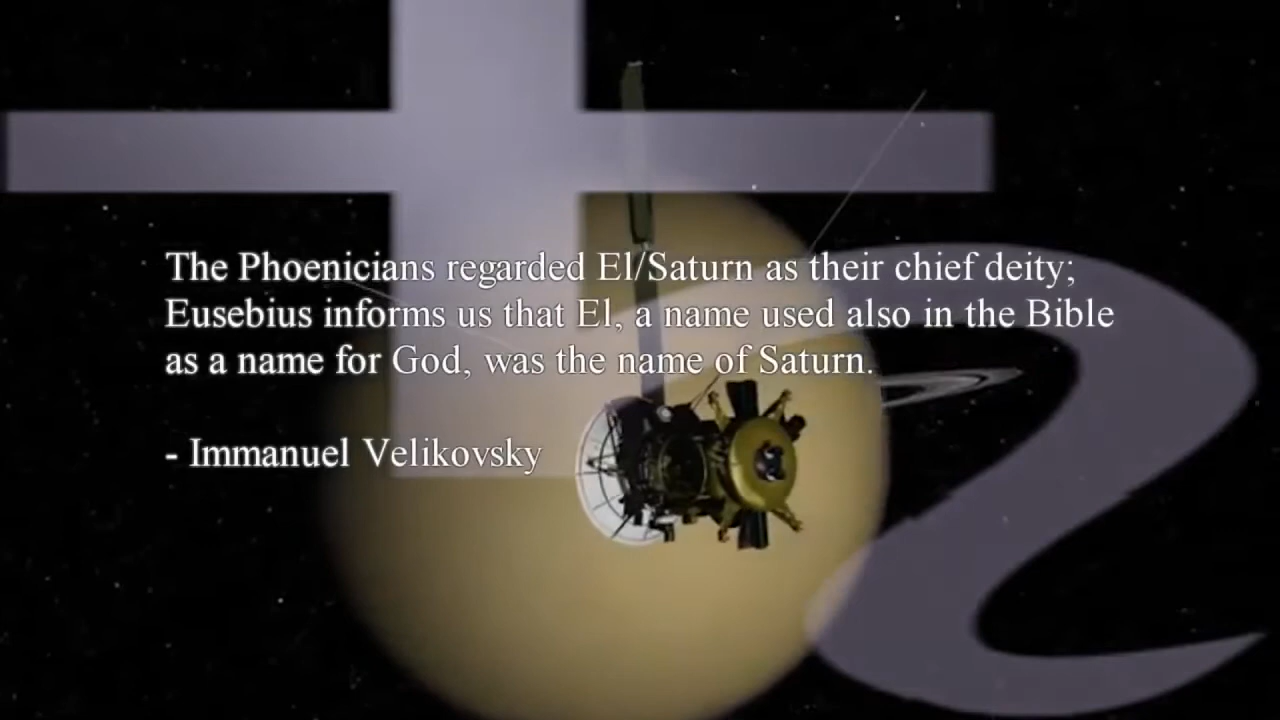 The Phoenicians regarded El/Saturn as their chief deity;
Eusebius informs us that El, a name used also in the Bible
as a name for God, was the name of Saturn.
- Immanuel Velikovsky